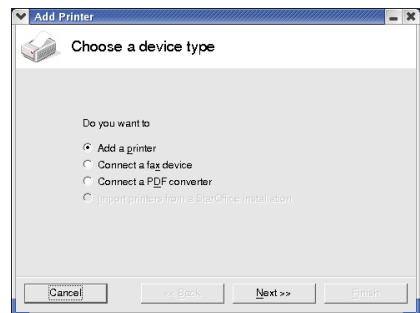 Add Printer
Choose a device type
Do you want to
Add a printer
Connect a fax device
Connect a PDF converter
Import printers from a StarOffice installation
Cancel
<< Back
Next >>
Finish